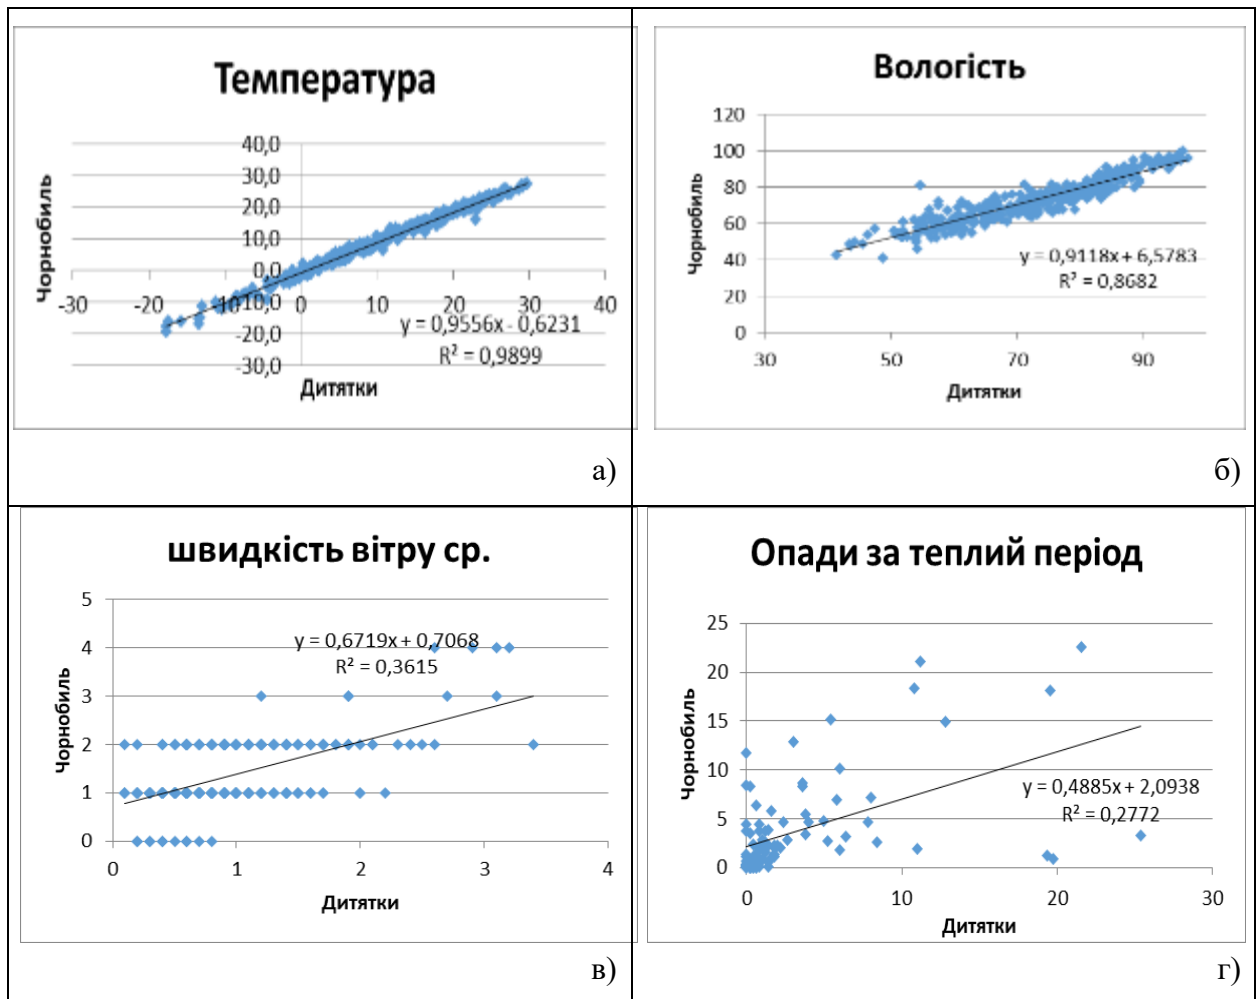 Температура
40,0
30,0
20,0
10,0
0,0
-30 -20 -10 0 10 20 30 40
-10,0
-20,0
-30,0
y = 0,9556x - 0,6231
R² = 0,9899
Чорнобиль
Дитятки
а)
Вологість
120
100
80
60
40
20
0
30 50 70 90
y = 0,9118x + 6,5783
R² = 0,8682
Чорнобиль
Дитятки
б)
швидкість вітру ср.
5
4
3
2
1
0
0 1 2 3 4
y = 0,6719x + 0,7068
R² = 0,3615
Чорнобиль
Дитятки
в)
Опади за теплий період
25
20
15
10
5
0
0 10 20 30
y = 0,4885x + 2,0938
R² = 0,2772
Чорнобиль
Дитятки
г)